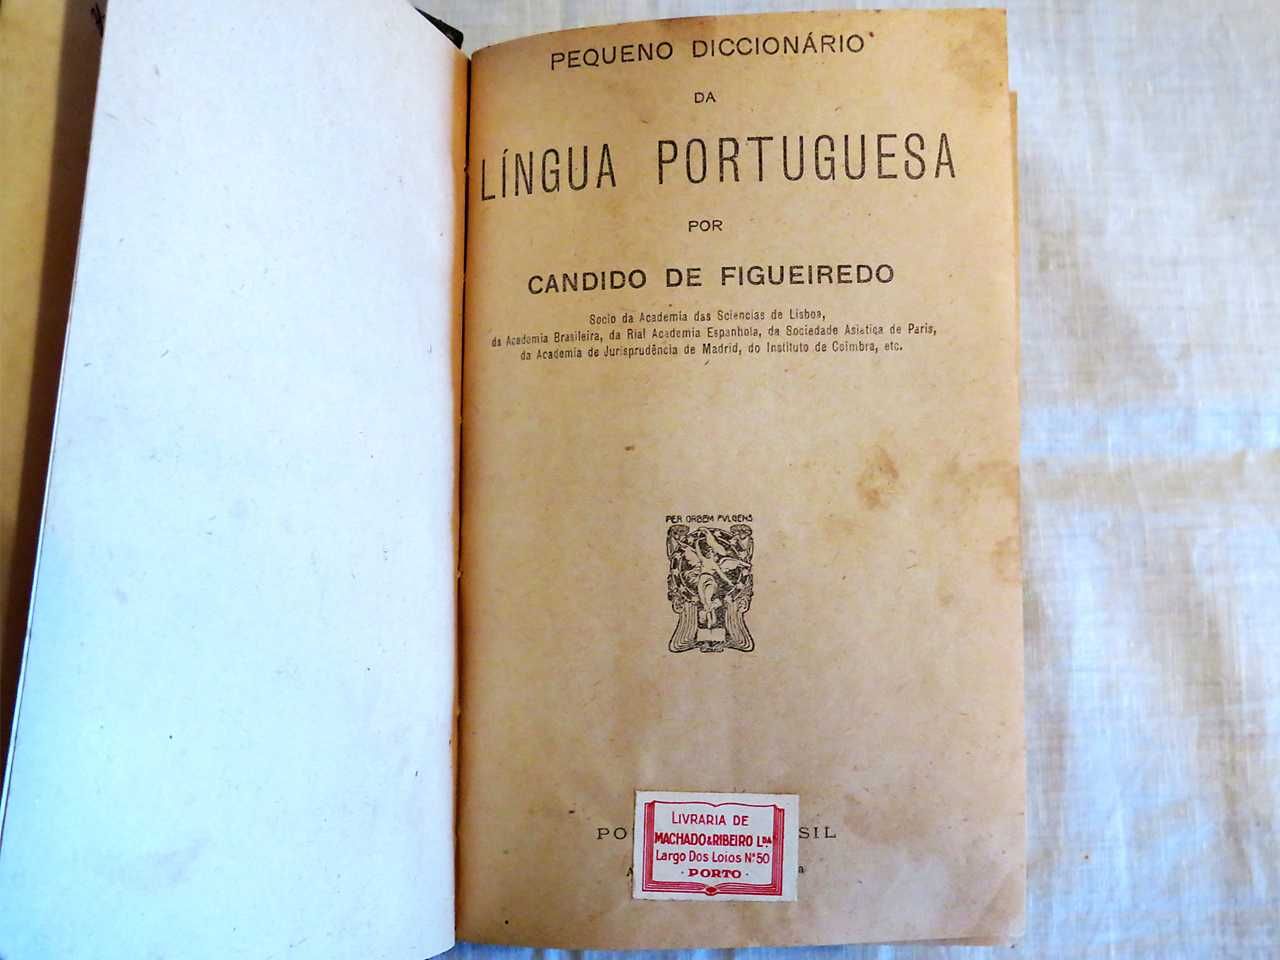 PEQUENO DICCIONÁRIO
DA
LÍNGUA PORTUGUESA
POR
CANDIDO DE FIGUEIREDO
Socio da Academia das Sciencias de Lisboa,
da Academia Brasileira, da Rial Academia Espanhola, da Sociedade Asiatica de Paris,
da Academia de Jurisprudência de Madrid, do Instituto de Coimbra, etc.
PER ORBEM FVLGENS
LIVRARIA DE
MACHADO & RIBEIRO LDA
Largo Dos Loios Nº 50
· PORTO ·